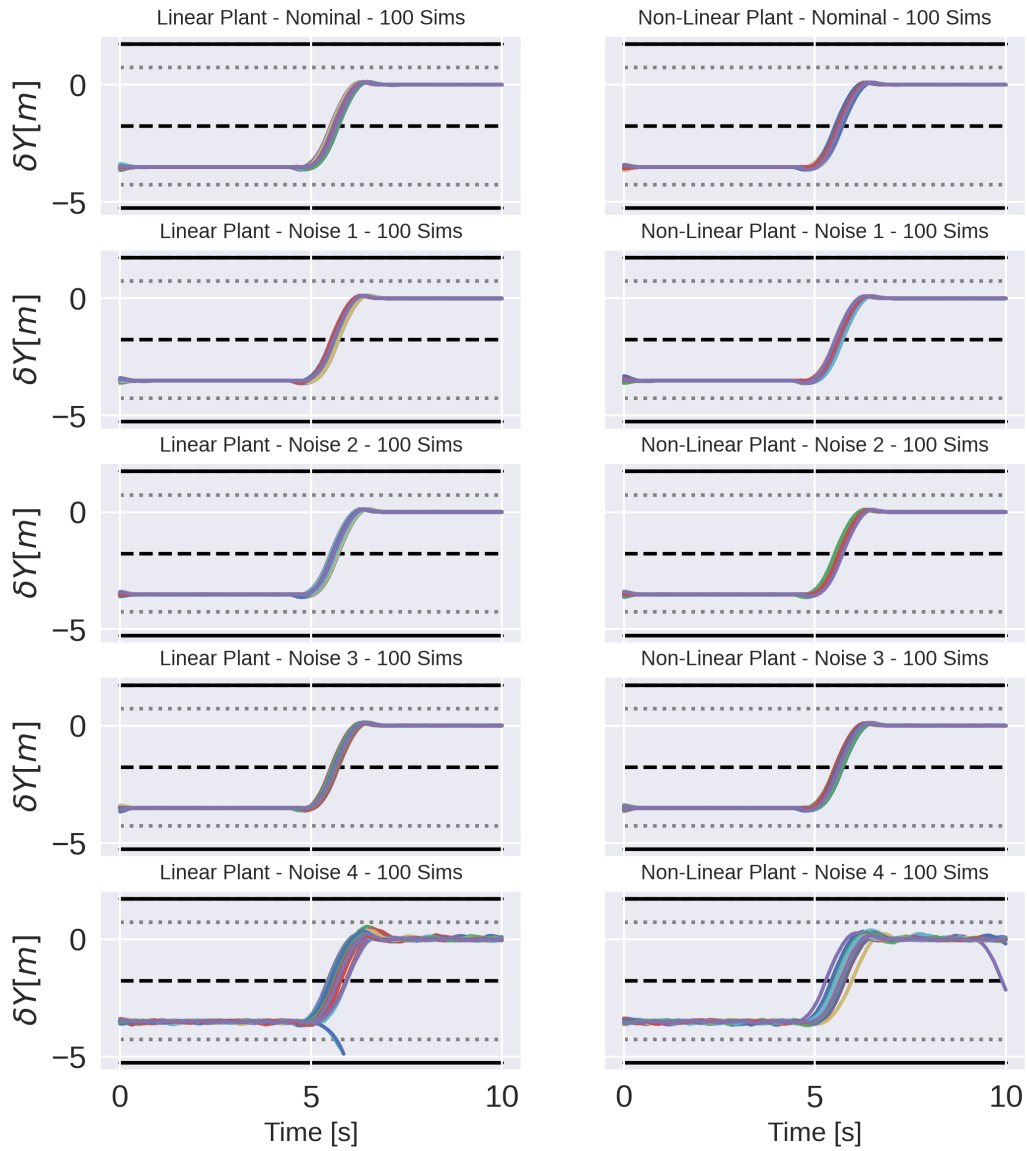 Linear Plant - Nominal - 100 Sims
Non-Linear Plant - Nominal - 100 Sims
δY[m]
0
−5
Linear Plant - Noise 1 - 100 Sims
Non-Linear Plant - Noise 1 - 100 Sims
δY[m]
0
−5
Linear Plant - Noise 2 - 100 Sims
Non-Linear Plant - Noise 2 - 100 Sims
δY[m]
0
−5
Linear Plant - Noise 3 - 100 Sims
Non-Linear Plant - Noise 3 - 100 Sims
δY[m]
0
−5
Linear Plant - Noise 4 - 100 Sims
Non-Linear Plant - Noise 4 - 100 Sims
δY[m]
0
−5
0 5 10
0 5 10
Time [s]
Time [s]